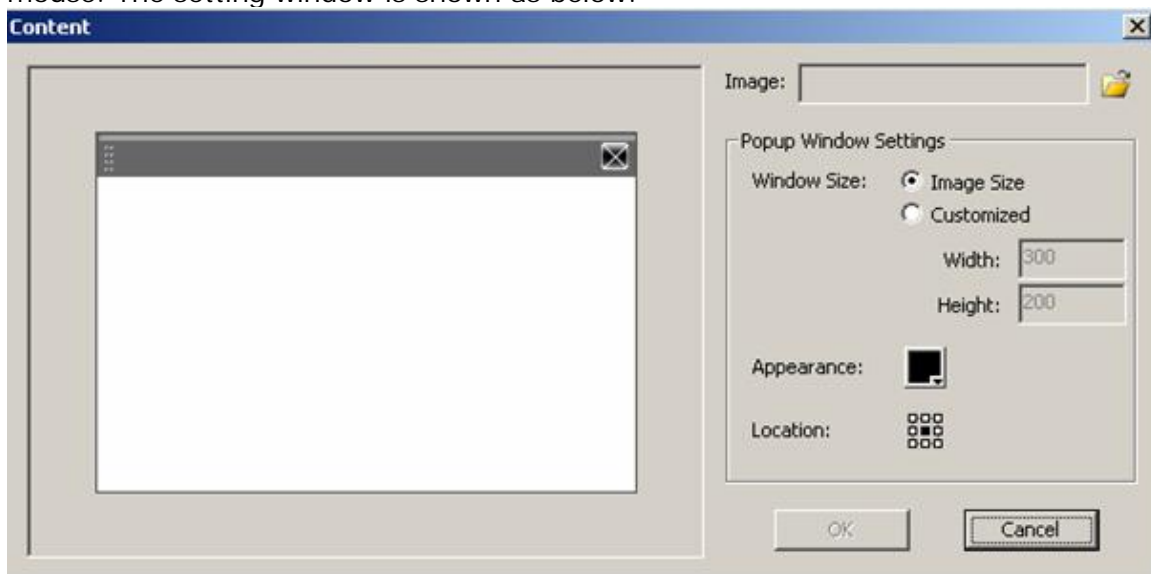 mouse. The setting window is shown as below.
Content
Image:
Popup Window Settings
Window Size:
Image Size
Customized
Width: 300
Height: 200
Appearance:
Location:
OK
Cancel